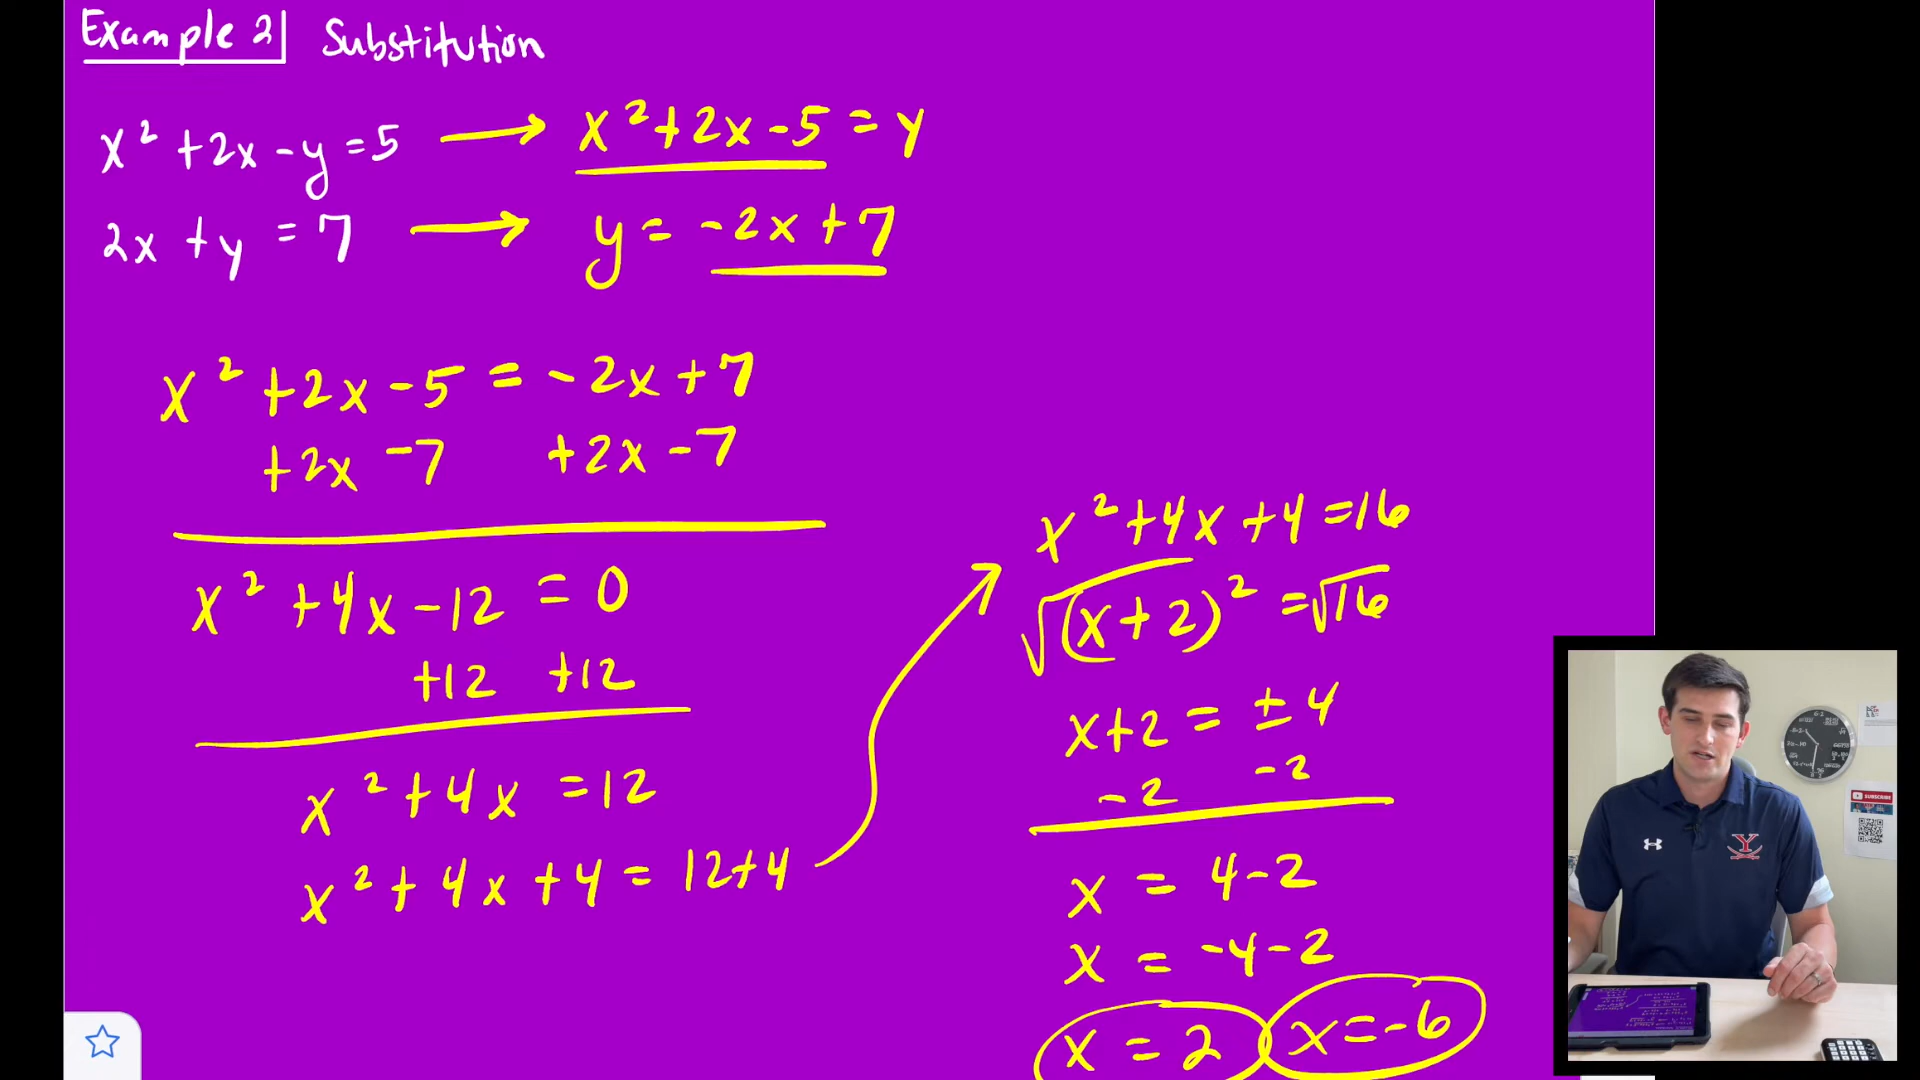 Example 2 Substitution
x² + 2x - y = 5 → x² + 2x - 5 = y
2x + y = 7 → y = -2x + 7
x² + 2x - 5 = -2x + 7
+2x -7 +2x - 7
x² + 4x - 12 = 0
+12 +12
x² + 4x = 12
x² + 4x + 4 = 12+4
x² + 4x + 4 = 16
√(x+2)² = √16
x+2 = ± 4
-2 -2
x = 4-2
x = -4-2
x = 2 x = -6
SUBSCRIBE
Y